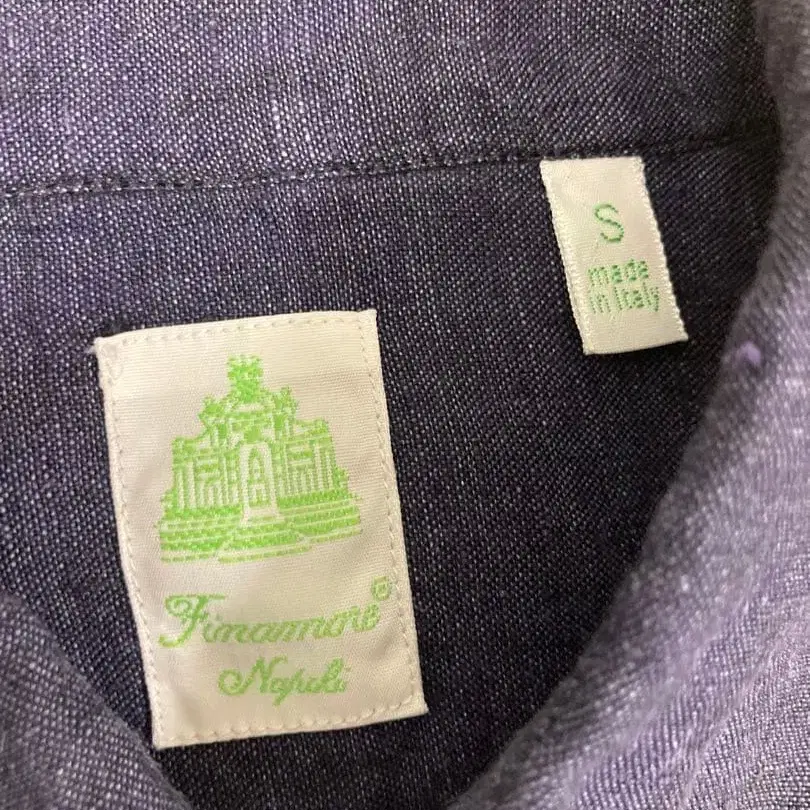 S
made
in Italy
Finamore®
Napoli